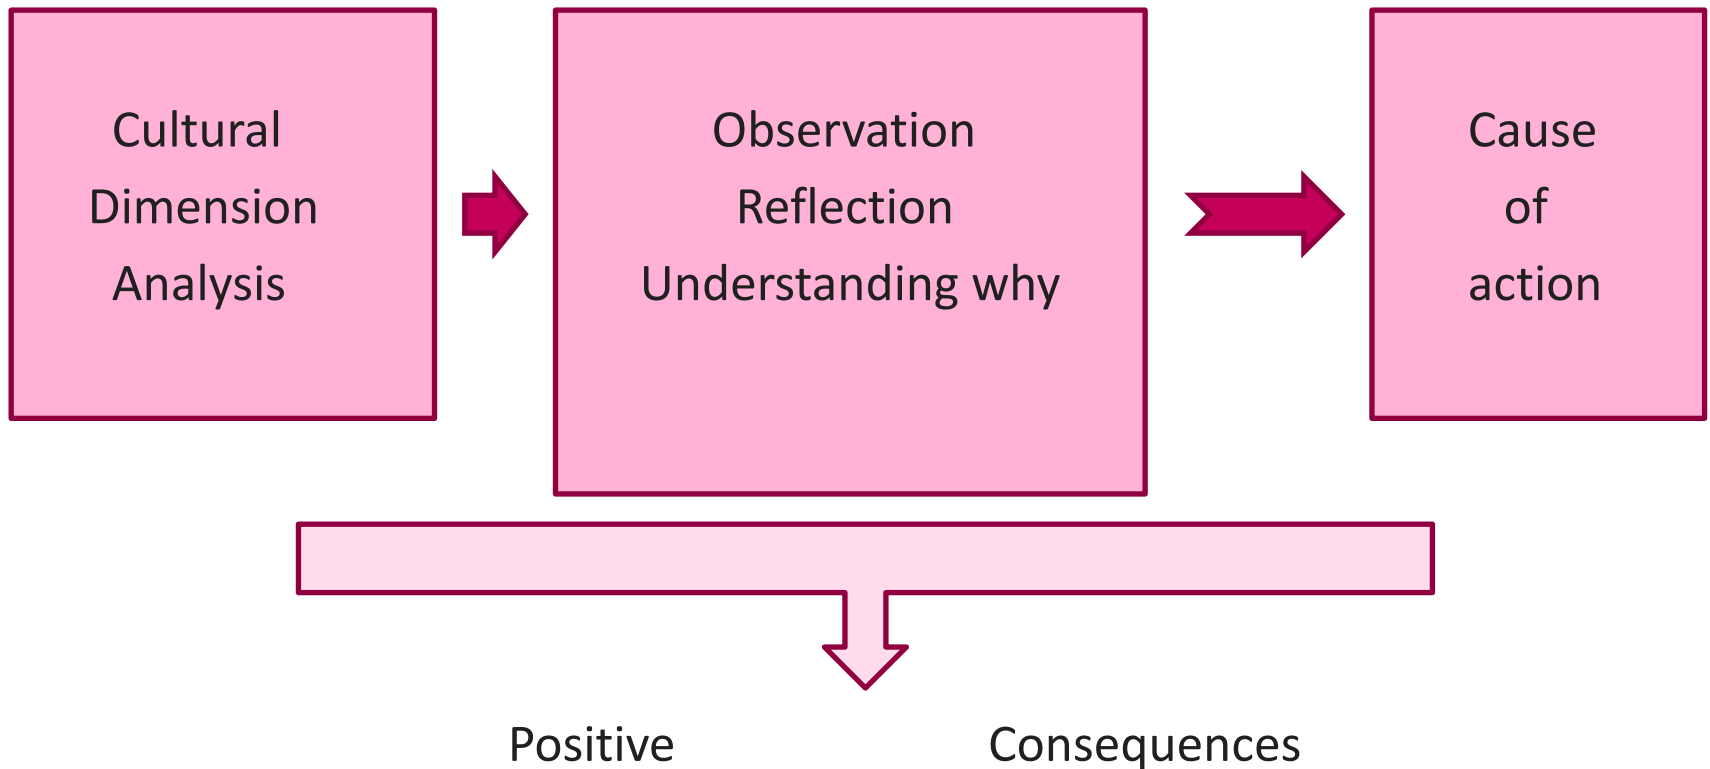 Cultural
Dimension
Analysis
Observation
Reflection
Understanding why
Cause
of
action
Positive Consequences